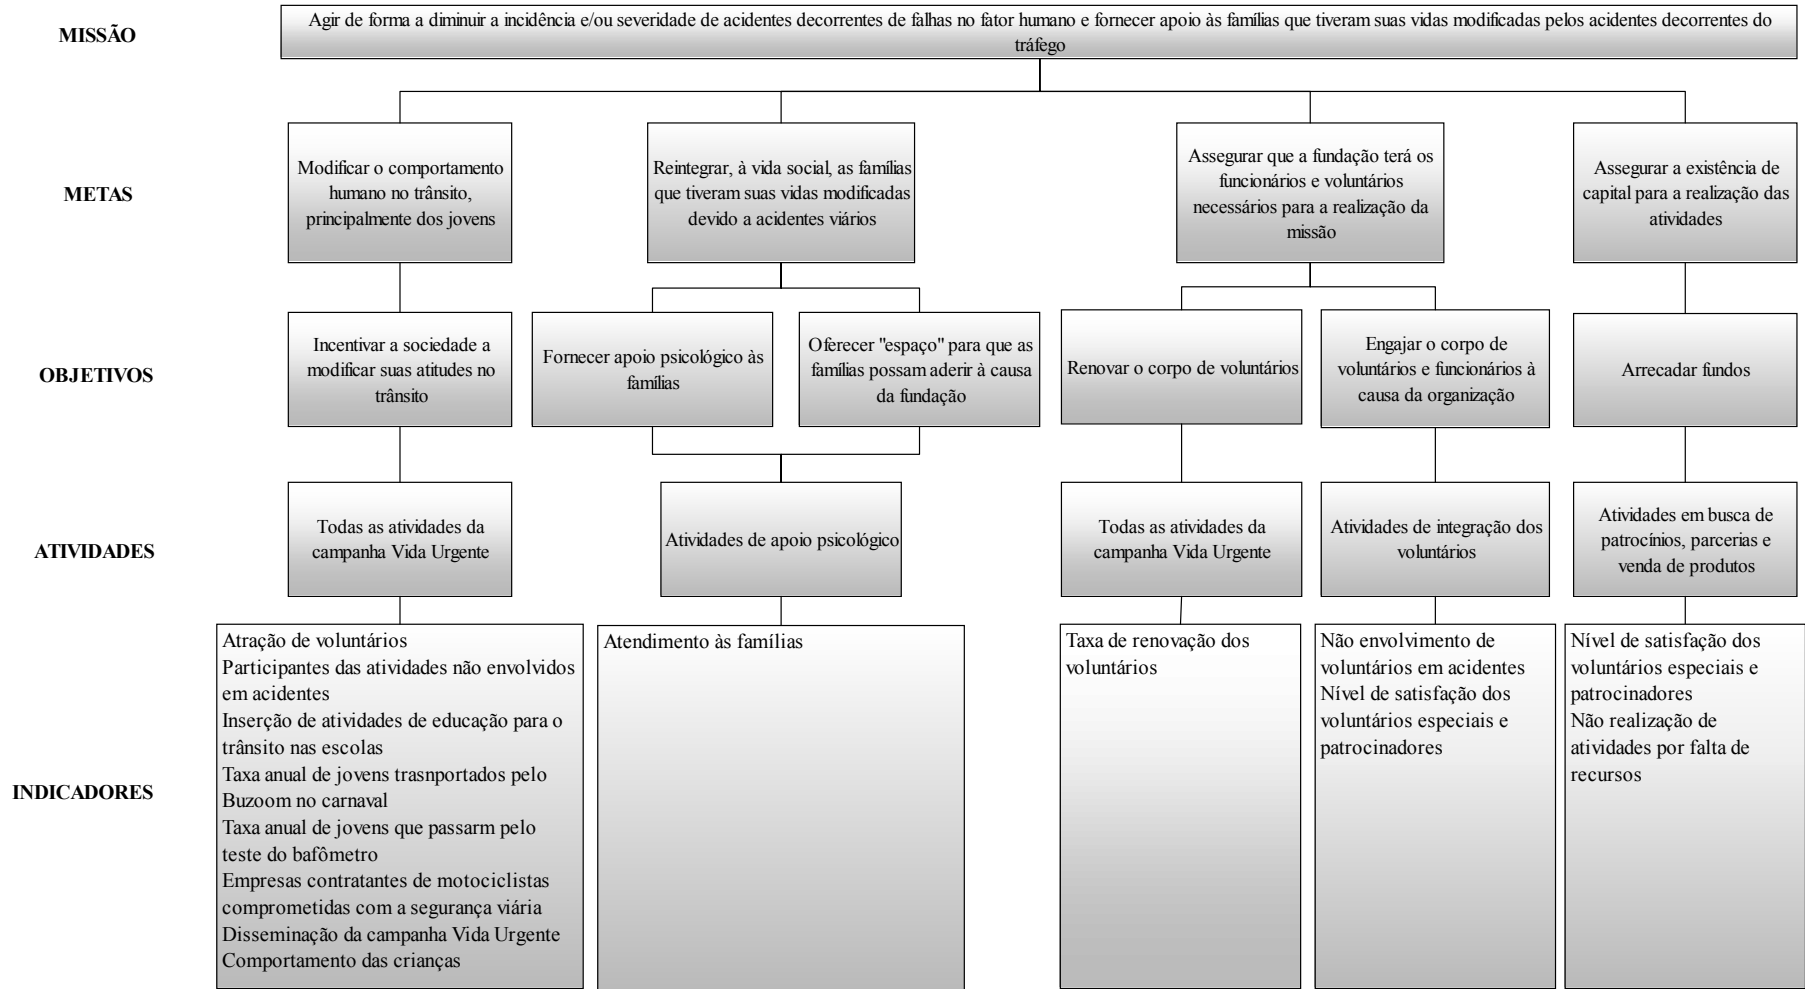 MISSÃO
Agir de forma a diminuir a incidência e/ou severidade de acidentes decorrentes de falhas no fator humano e fornecer apoio às famílias que tiveram suas vidas modificadas pelos acidentes decorrentes do
tráfego
METAS
Modificar o comportamento
humano no trânsito,
principalmente dos jovens
Reintegrar, à vida social, as famílias
que tiveram suas vidas modificadas
devido a acidentes viários
Assegurar que a fundação terá os
funcionários e voluntários
necessários para a realização da
missão
Assegurar a existência de
capital para a realização das
atividades
OBJETIVOS
Incentivar a sociedade a
modificar suas atitudes no
trânsito
Fornecer apoio psicológico às
famílias
Oferecer "espaço" para que as
famílias possam aderir à causa
da fundação
Renovar o corpo de voluntários
Engajar o corpo de
voluntários e funcionários à
causa da organização
Arrecadar fundos
ATIVIDADES
Todas as atividades da
campanha Vida Urgente
Atividades de apoio psicológico
Todas as atividades da
campanha Vida Urgente
Atividades de integração dos
voluntários
Atividades em busca de
patrocínios, parcerias e
venda de produtos
INDICADORES
Atração de voluntários
Participantes das atividades não envolvidos
em acidentes
Inserção de atividades de educação para o
trânsito nas escolas
Taxa anual de jovens trasnportados pelo
Buzoom no carnaval
Taxa anual de jovens que passarm pelo
teste do bafômetro
Empresas contratantes de motociclistas
comprometidas com a segurança viária
Disseminação da campanha Vida Urgente
Comportamento das crianças
Atendimento às famílias
Taxa de renovação dos
voluntários
Não envolvimento de
voluntários em acidentes
Nível de satisfação dos
voluntários especiais e
patrocinadores
Nível de satisfação dos
voluntários especiais e
patrocinadores
Não realização de
atividades por falta de
recursos